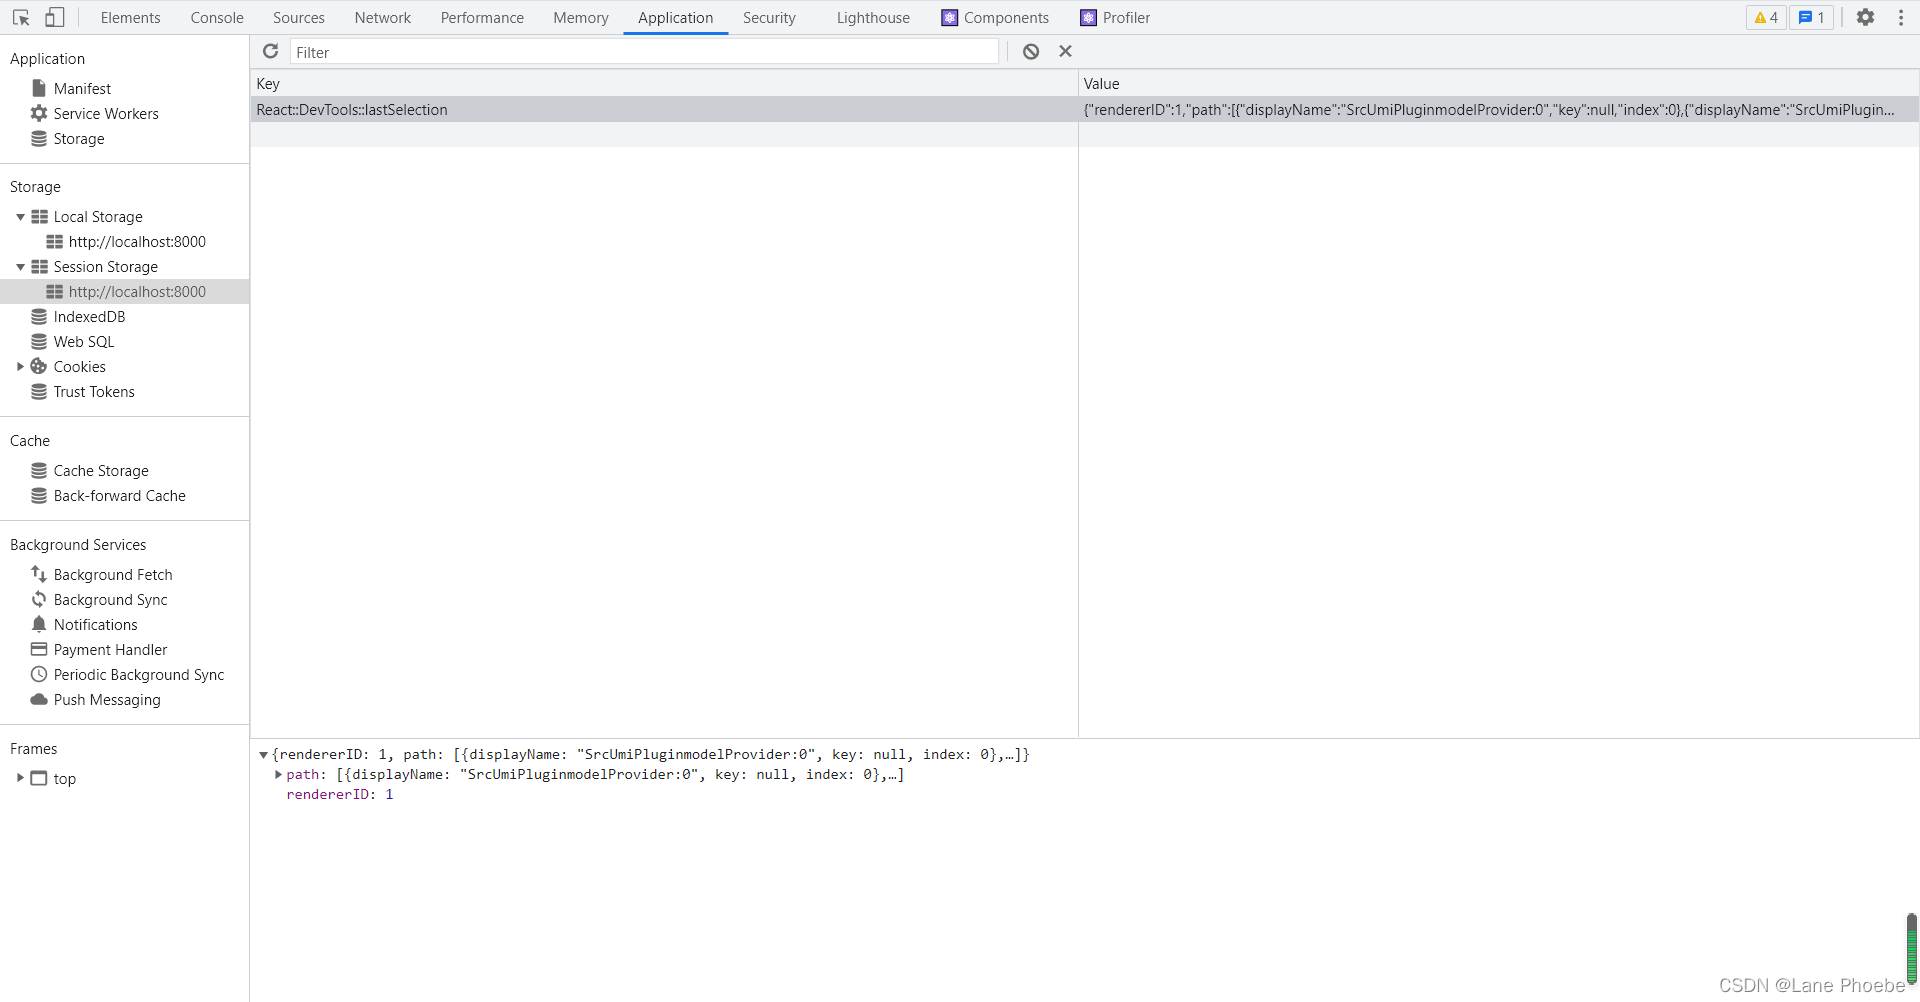 Elements Console Sources Network Performance Memory Application Security Lighthouse Components Profiler 4 1
Application
Manifest
Service Workers
Storage
Storage
Local Storage
http://localhost:8000
Session Storage
http://localhost:8000
IndexedDB
Web SQL
Cookies
Trust Tokens
Cache
Cache Storage
Back-forward Cache
Background Services
Background Fetch
Background Sync
Notifications
Payment Handler
Periodic Background Sync
Push Messaging
Frames
top
Filter
Key Value
React::DevTools::lastSelection {"rendererID":1,"path":[{"displayName":"SrcUmiPluginmodelProvider:0","key":null,"index":0},{"displayName":"SrcUmiPlugin...
{rendererID: 1, path: [{displayName: "SrcUmiPluginmodelProvider:0", key: null, index: 0},…]}
path: [{displayName: "SrcUmiPluginmodelProvider:0", key: null, index: 0},…]
rendererID: 1
CSDN @Lane Phoebe